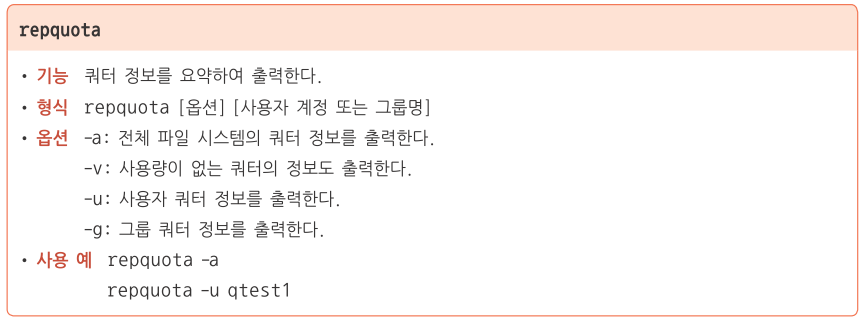 repquota
• 기능 쿼터 정보를 요약하여 출력한다.
• 형식 repquota [옵션] [사용자 계정 또는 그룹명]
• 옵션 -a: 전체 파일 시스템의 쿼터 정보를 출력한다.
-v: 사용량이 없는 쿼터의 정보도 출력한다.
-u: 사용자 쿼터 정보를 출력한다.
-g: 그룹 쿼터 정보를 출력한다.
• 사용 예 repquota -a
repquota -u qtest1